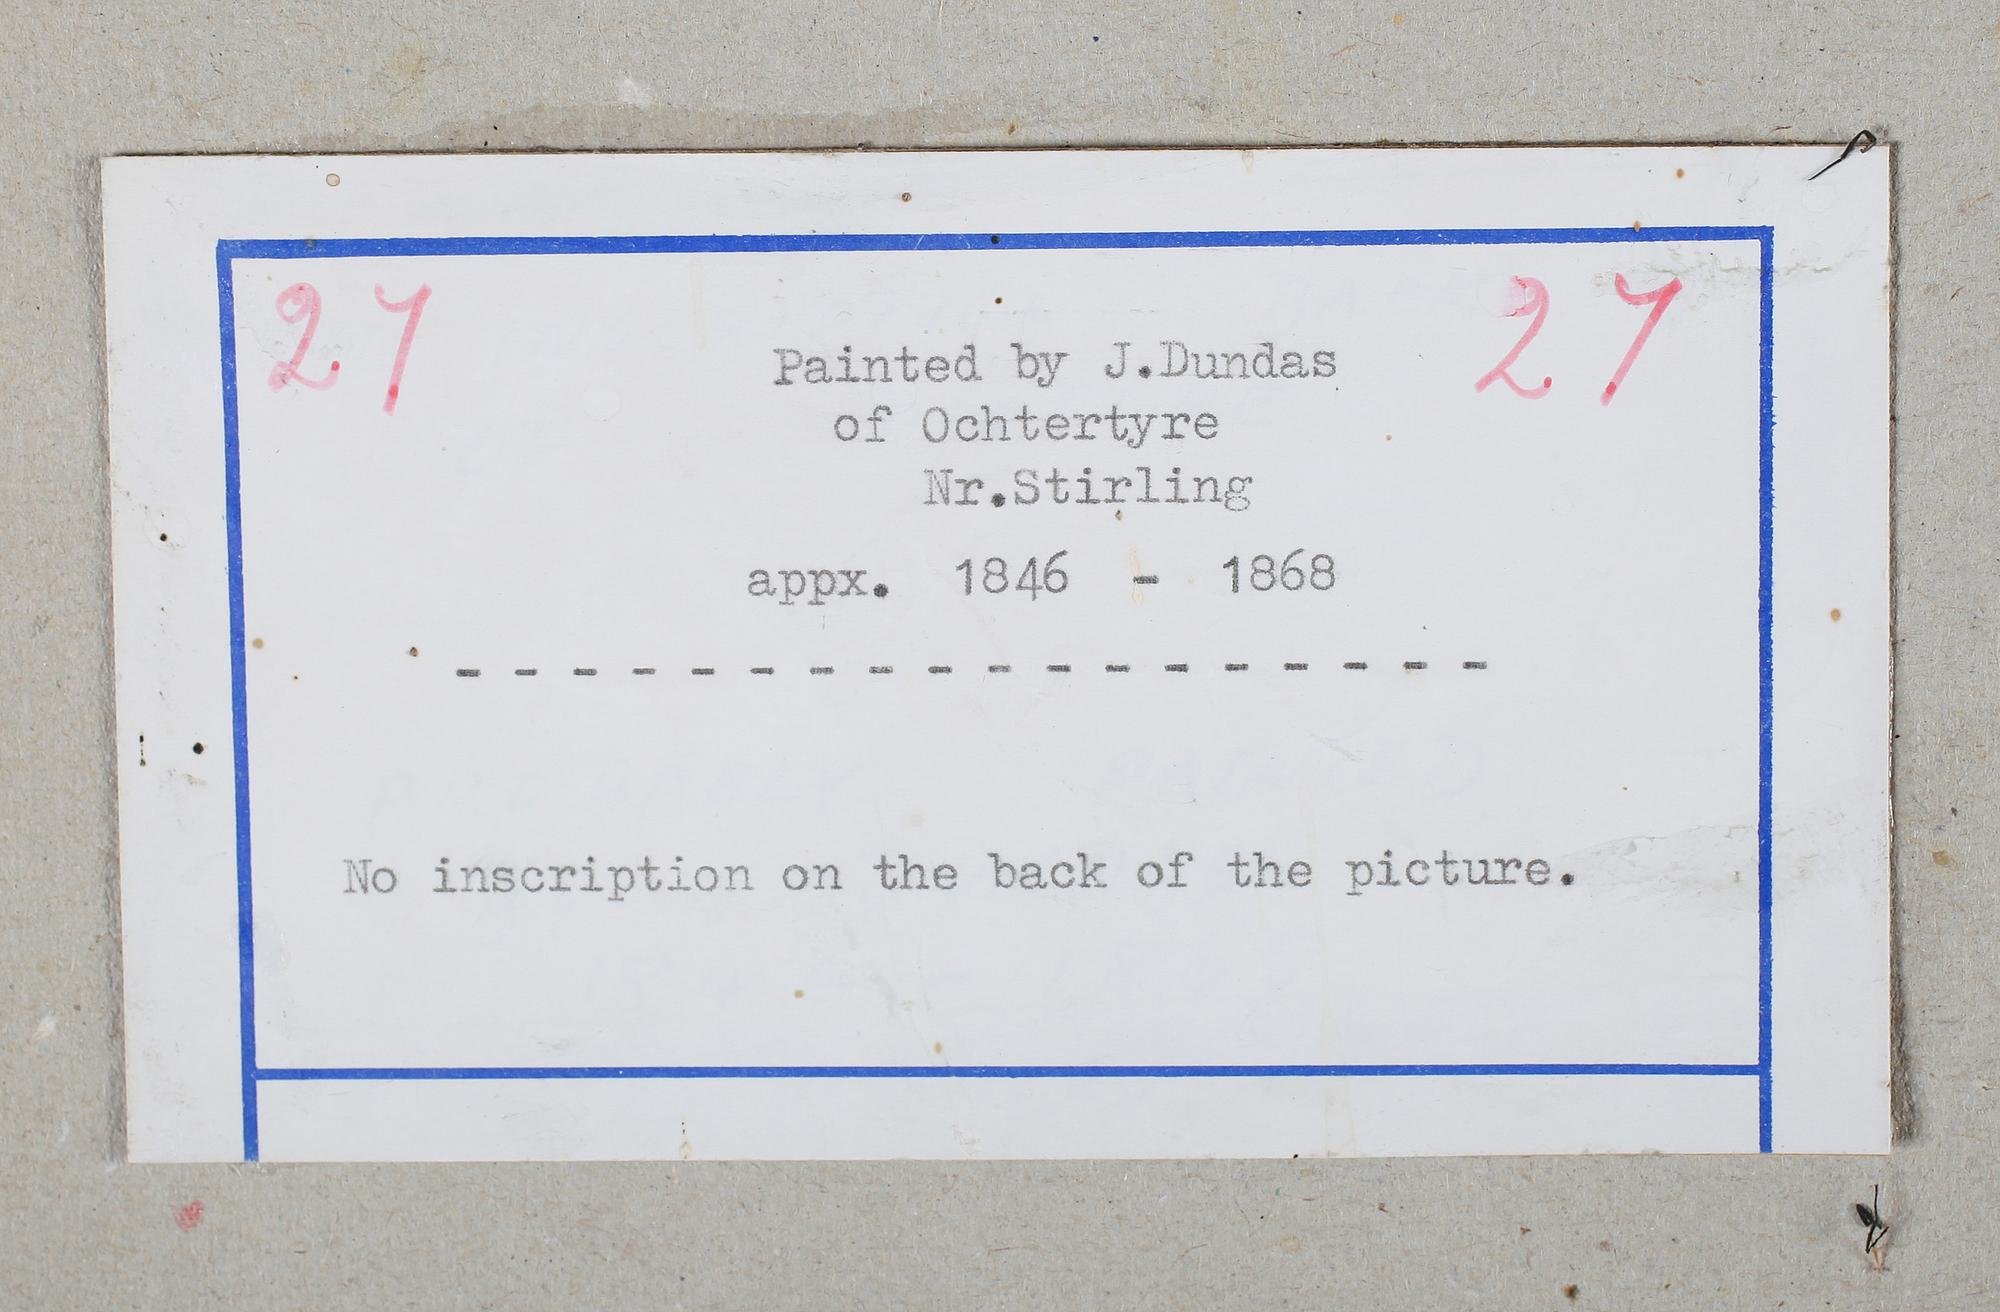 27 27
Painted by J.Dundas
of Ochtertyre
Nr.Stirling
appx. 1846 - 1868
- - - - - - - - - - - - - - - - - -
No inscription on the back of the picture.